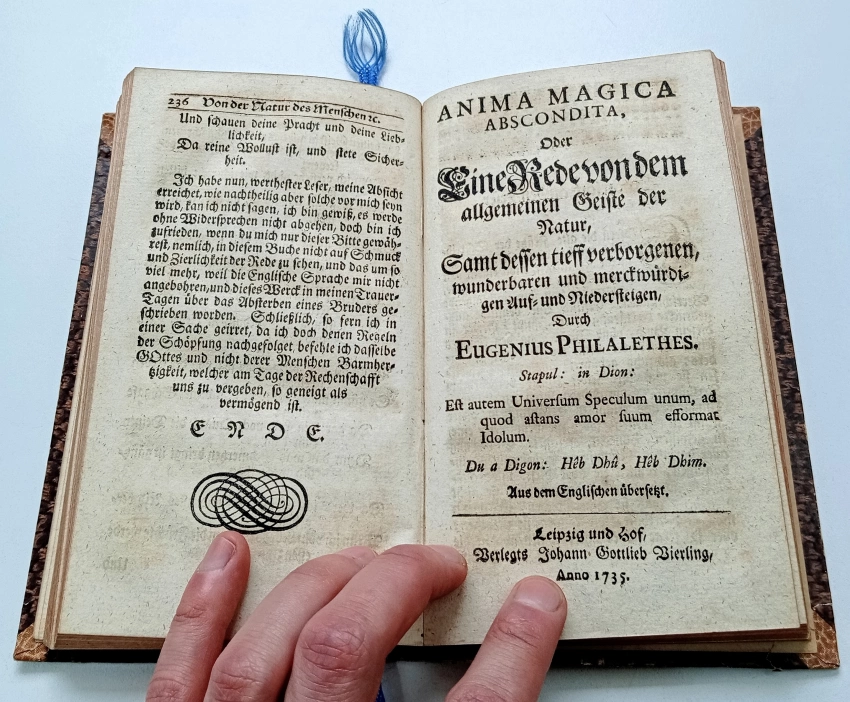 236 Von der Natur des Menschen ꝛc.
Und schauen deine Pracht und deine Lieb-
lichkeit,
Da reine Wollust ist, und stete Sicher-
heit.
Ich habe nun, werthester Leser, meine Absicht
erreichet, wie nachtheilig aber solche vor mich seyn
wird, kan ich nicht sagen, ich bin gewiß, es werde
ohne Widersprechen nicht abgehen, doch bin ich
zufrieden, wenn du mich nur dieser Bitte gewäh-
rest, nemlich, in diesem Buche nicht auf Schmuck
und Zierlichkeit der Rede zu sehen, und das um so
viel mehr, weil die Englische Sprache mir nicht
angebohren, und dieses Werck in meinen Trauer-
Tagen über das Absterben eines Bruders ge-
schrieben worden. Schließlich, so fern ich in
einer Sache geirret, da ich doch denen Regeln
der Schöpfung nachgefolget, befehle ich dasselbe
GOttes und nicht derer Menschen Barmher-
tzigkeit, welcher am Tage der Rechenschafft
uns zu vergeben, so geneigt als
vermögend ist.
E N D E.
ANIMA MAGICA
ABSCONDITA,
Oder
Eine Rede von dem
allgemeinen Geiste der
Natur,
Samt dessen tieff verborgenen,
wunderbaren und merckwürdi-
gen Auf- und Niedersteigen,
Durch
EUGENIUS PHILALETHES.
Stapul: in Dion:
Est autem Universum Speculum unum, ad
quod astans amor suum efformat
Idolum.
Du a Digon: Hêb Dhû, Hêb Dhim.
Aus dem Englischen übersetzt.
Leipzig und Hof,
Verlegts Johann Gottlieb Vierling,
Anno 1735.